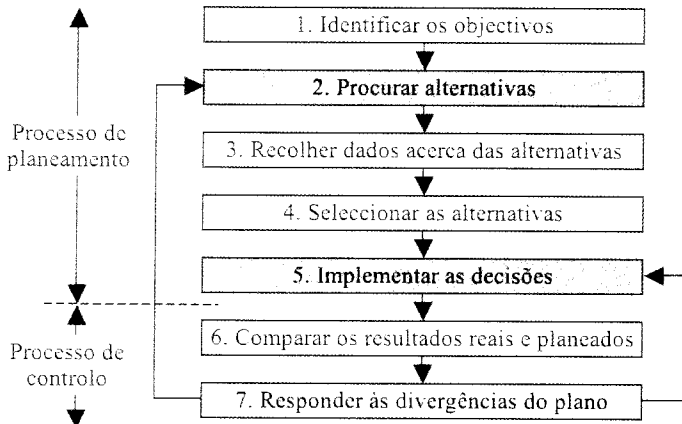 1. Identificar os objectivos
2. Procurar alternativas
Processo de
planeamento
3. Recolher dados acerca das alternativas
4. Seleccionar as alternativas
5. Implementar as decisões
6. Comparar os resultados reais e planeados
Processo de
controlo
7. Responder às divergências do plano